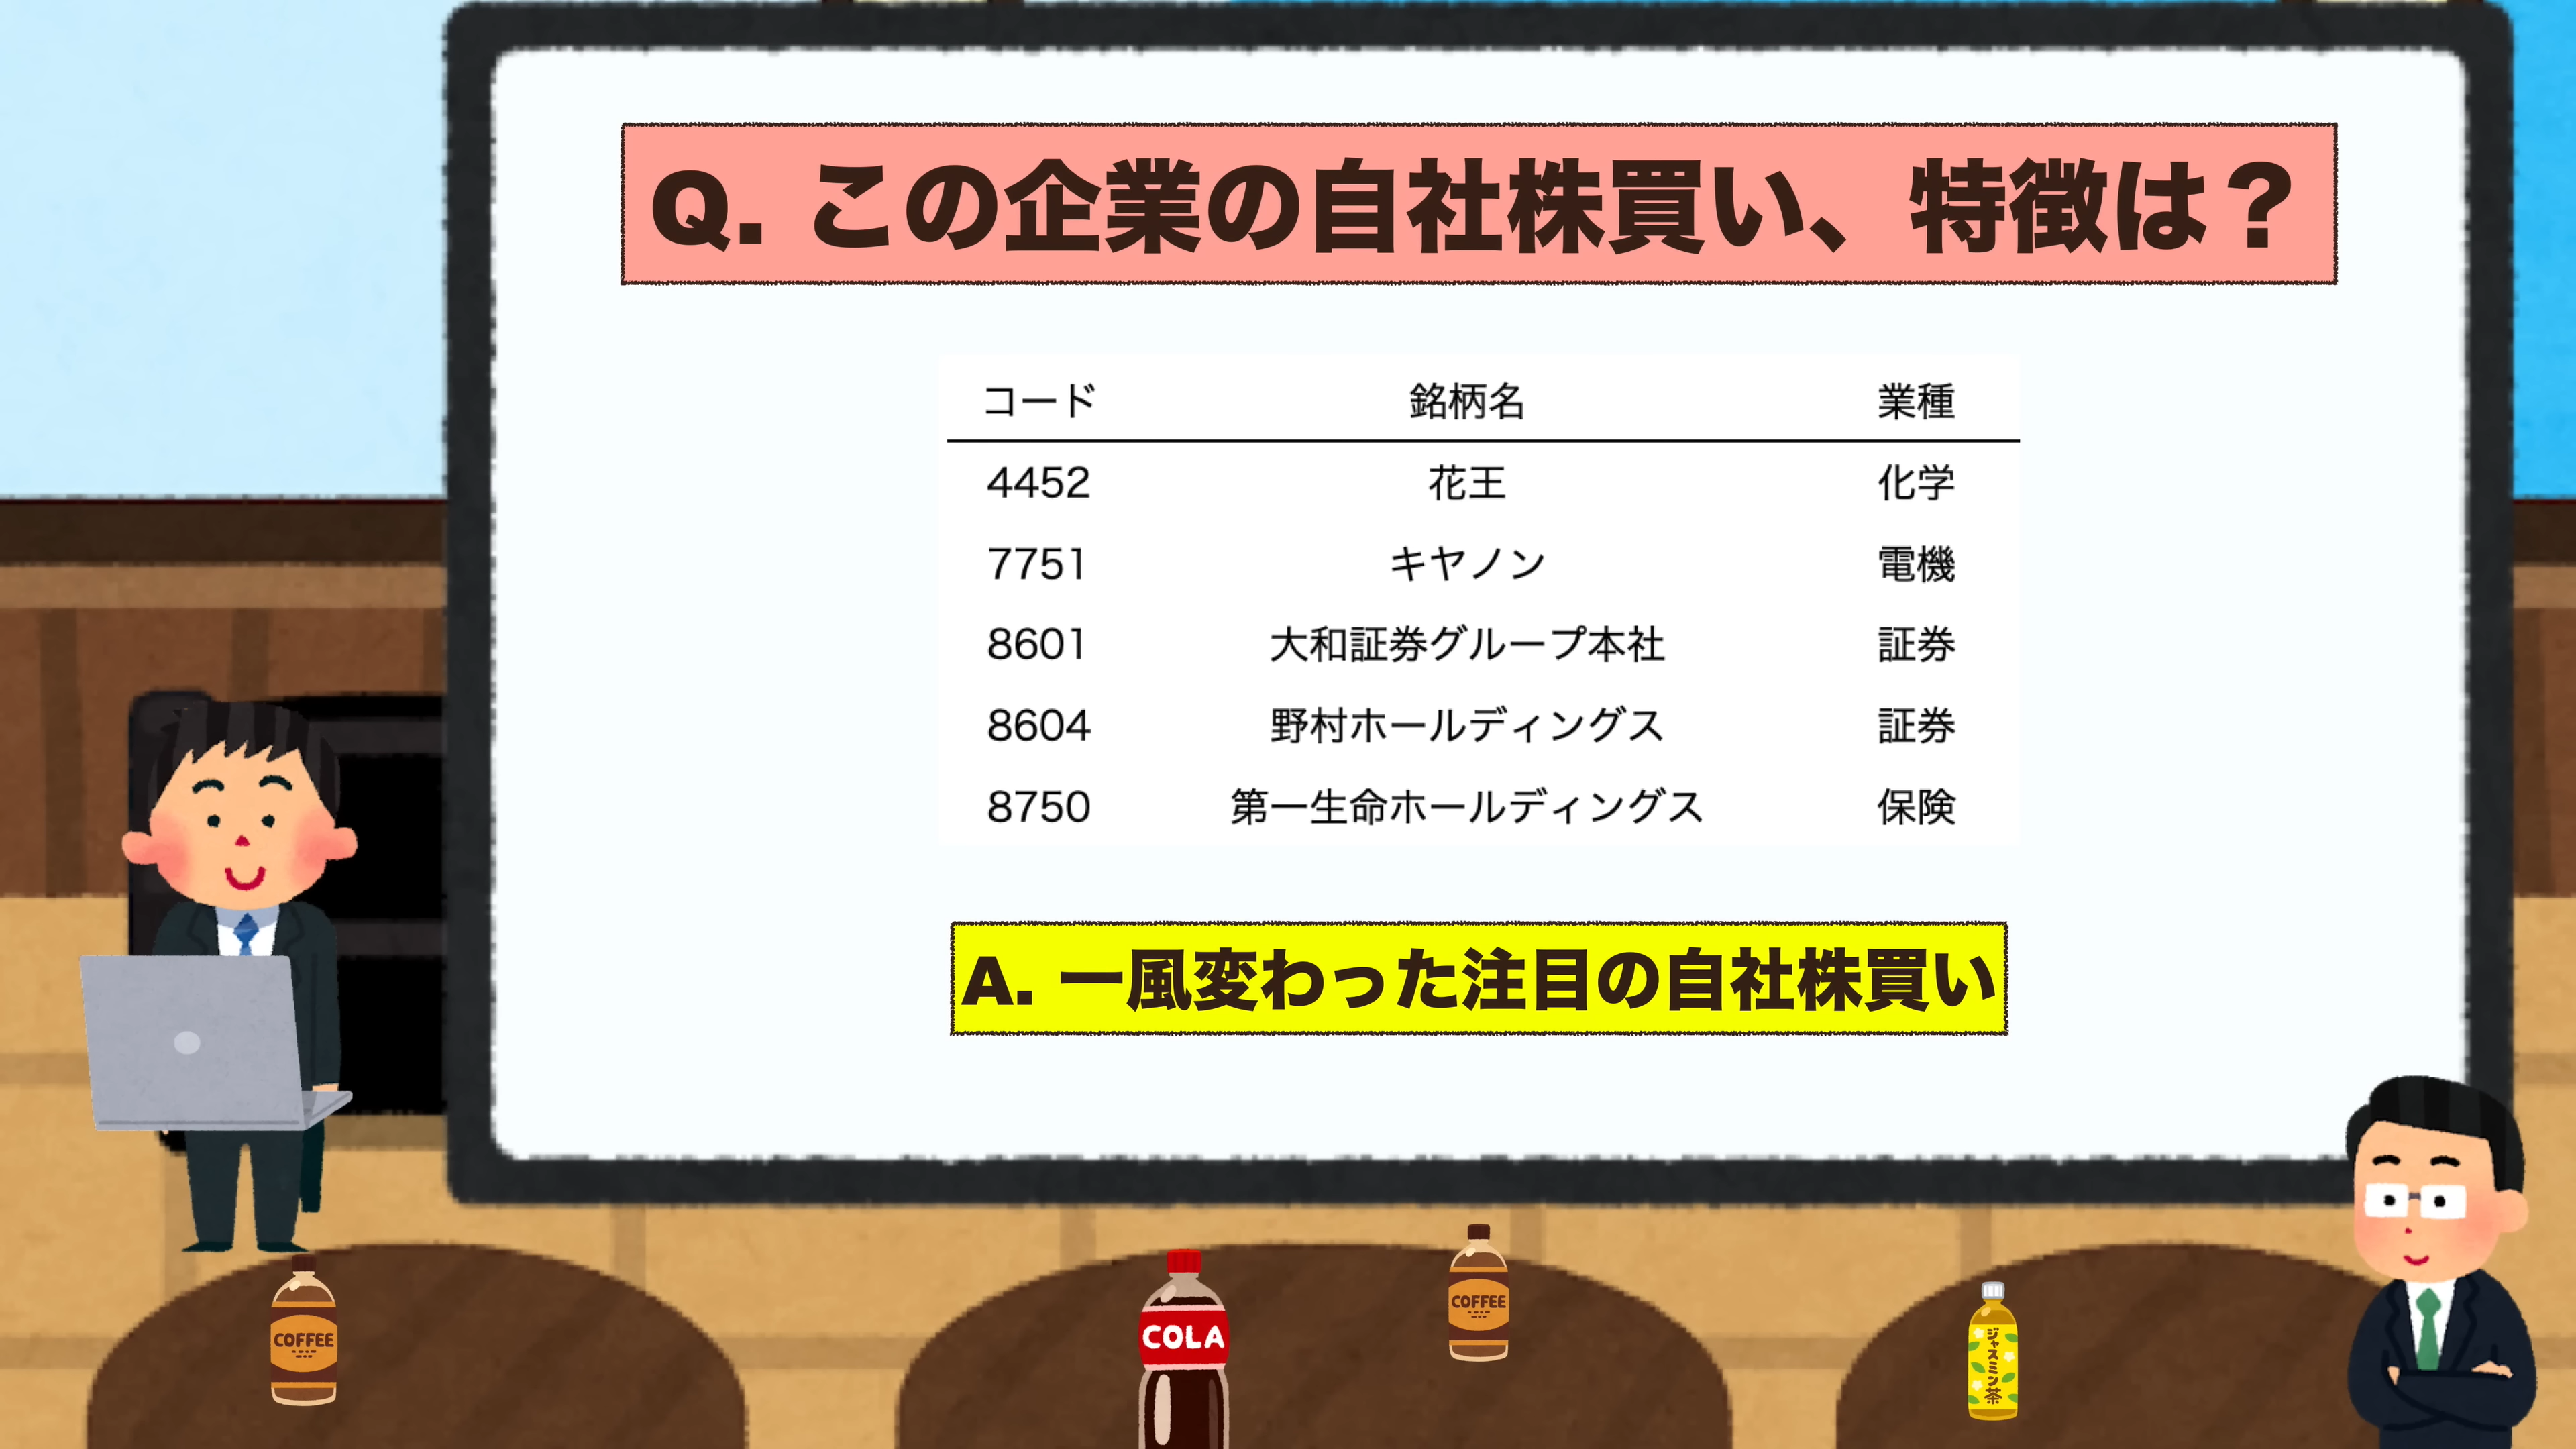 Q. この企業の自社株買い、特徴は？
コード 銘柄名 業種
4452 花王 化学
7751 キヤノン 電機
8601 大和証券グループ本社 証券
8604 野村ホールディングス 証券
8750 第一生命ホールディングス 保険
A. 一風変わった注目の自社株買い
COFFEE
COLA
COFFEE
ジャスミン茶